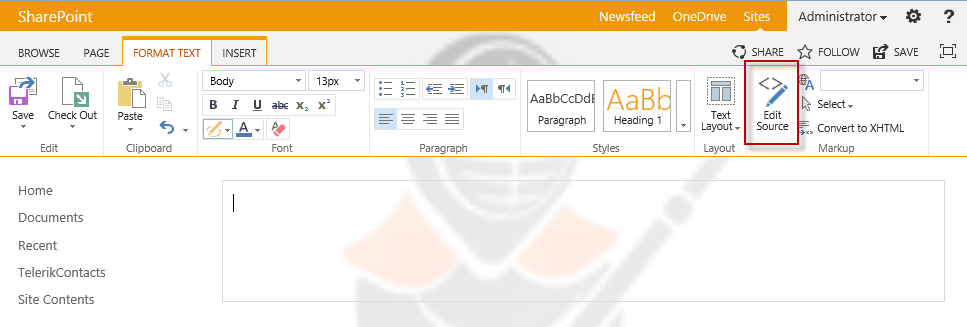 SharePoint Newsfeed OneDrive Sites Administrator ?
BROWSE PAGE FORMAT TEXT INSERT SHARE FOLLOW SAVE
Save Check Out Paste Body 13px AaBbCcDdE AaBb Text Layout Edit Source Select
B I U abc x₂ x² Paragraph Heading 1 Convert to XHTML
A
Edit Clipboard Font Paragraph Styles Layout Markup
Home
Documents
Recent
TelerikContacts
Site Contents